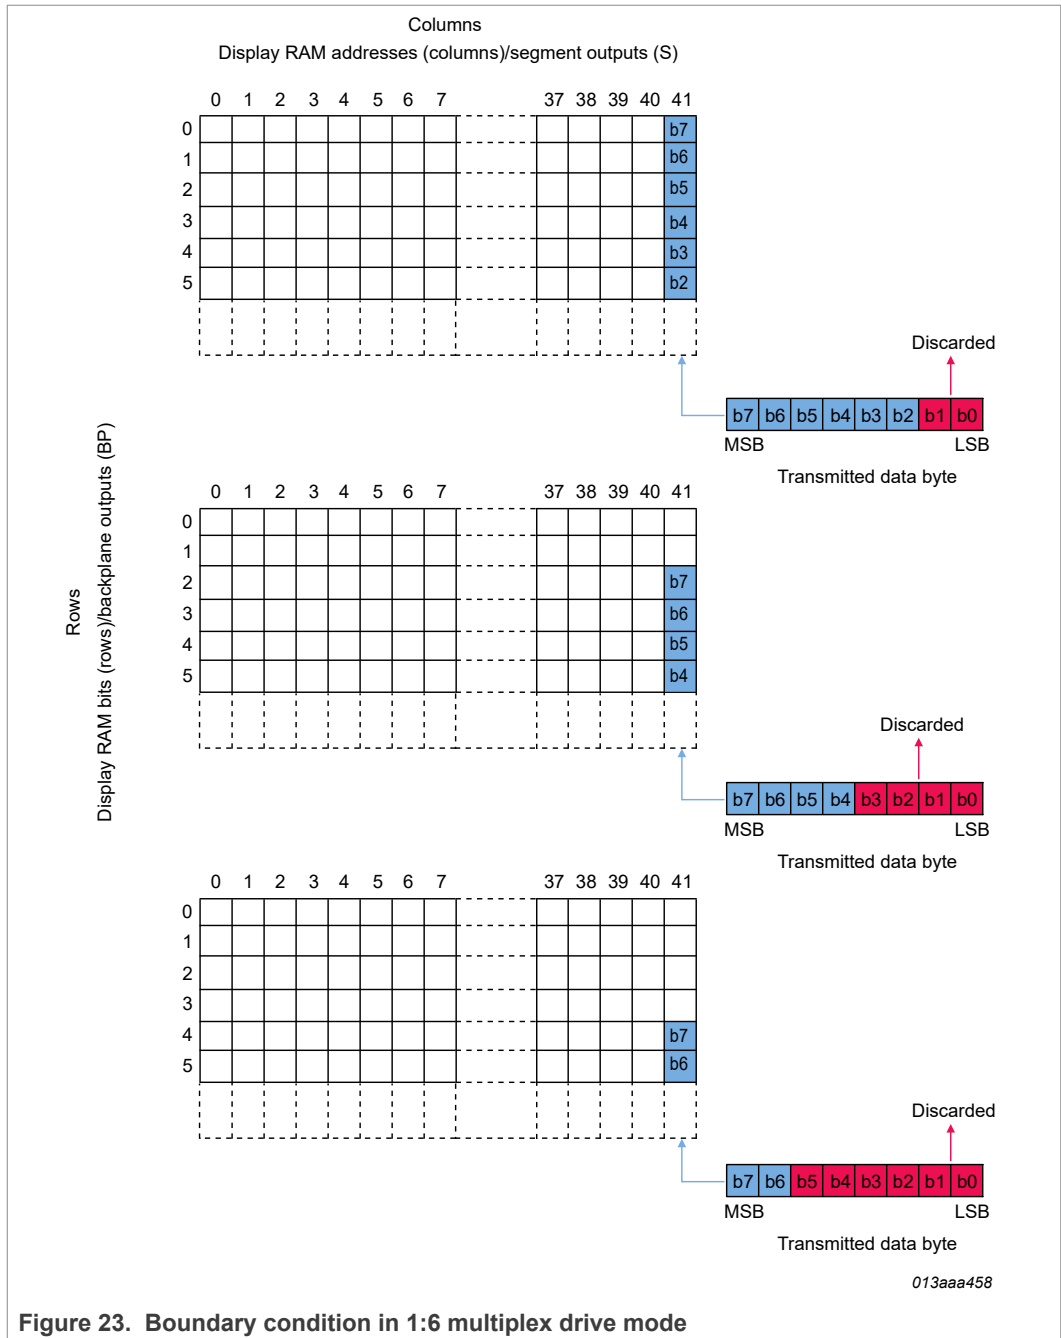 Columns
Display RAM addresses (columns)/segment outputs (S)
0 1 2 3 4 5 6 7 37 38 39 40 41
0 b7
1 b6
2 b5
3 b4
4 b3
5 b2
Discarded
b7 b6 b5 b4 b3 b2 b1 b0
MSB LSB
Transmitted data byte
Rows
Display RAM bits (rows)/backplane outputs (BP)
0 1 2 3 4 5 6 7 37 38 39 40 41
0
1
2 b7
3 b6
4 b5
5 b4
Discarded
b7 b6 b5 b4 b3 b2 b1 b0
MSB LSB
Transmitted data byte
0 1 2 3 4 5 6 7 37 38 39 40 41
0
1
2
3
4 b7
5 b6
Discarded
b7 b6 b5 b4 b3 b2 b1 b0
MSB LSB
Transmitted data byte
013aaa458
Figure 23. Boundary condition in 1:6 multiplex drive mode